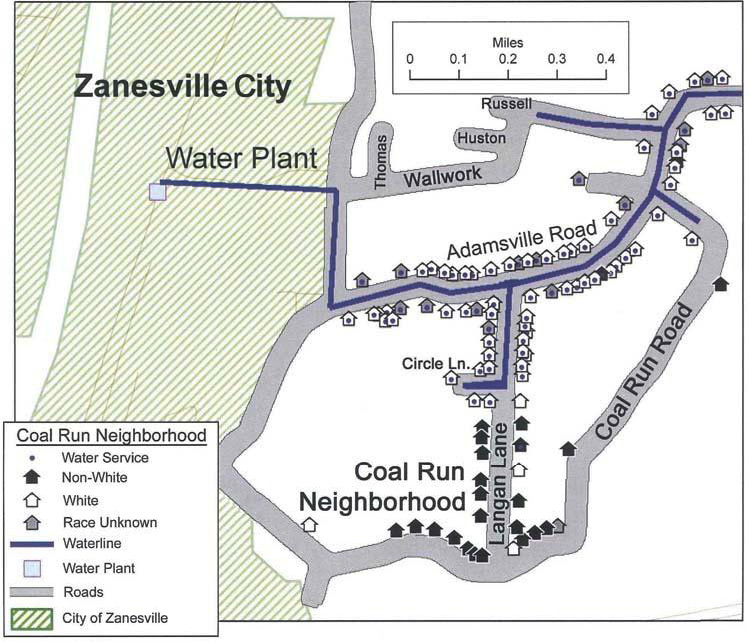 Zanesville City
Miles
0 0.1 0.2 0.3 0.4
Russell
Huston
Thomas
Wallwork
Water Plant
Adamsville Road
Circle Ln.
Coal Run Road
Coal Run
Neighborhood
Langan Lane
Coal Run Neighborhood
Water Service
Non-White
White
Race Unknown
Waterline
Water Plant
Roads
City of Zanesville